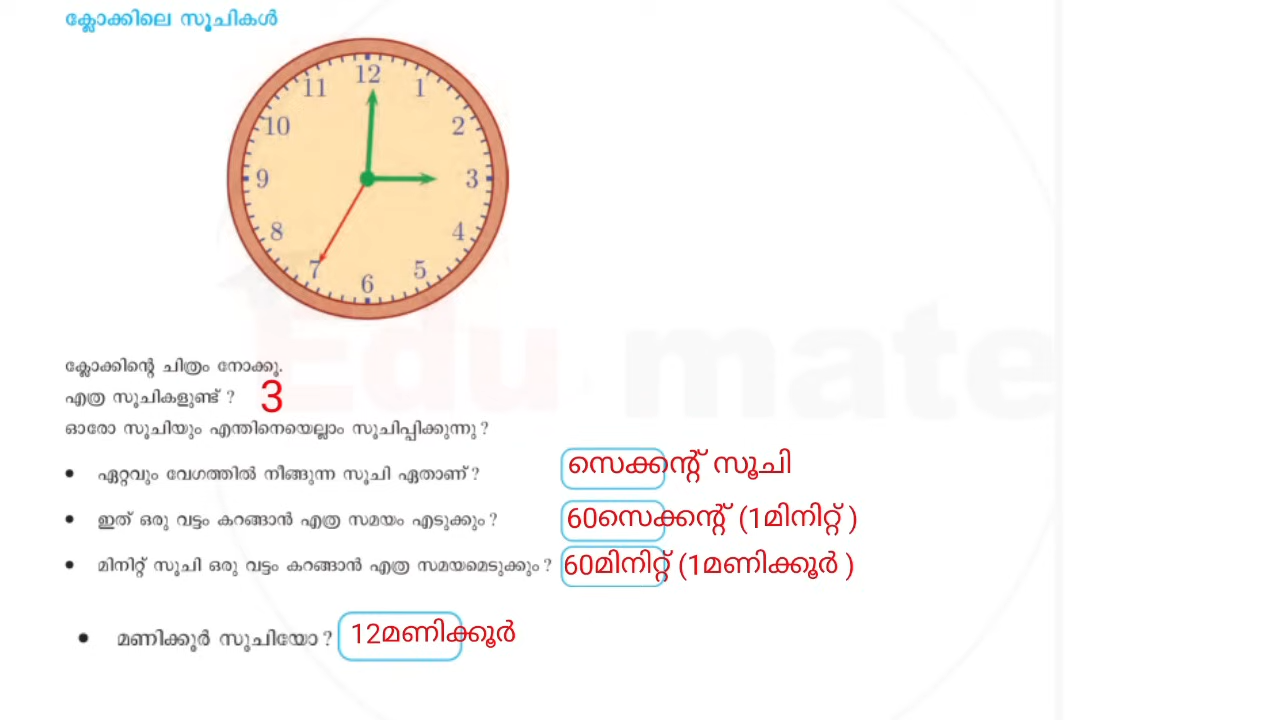 ക്ലോക്കിലെ സൂചികൾ
12
11 1
10 2
9 3
8 4
7 5
6
Edu mate
ക്ലോക്കിന്റെ ചിത്രം നോക്കൂ.
എത്ര സൂചികളുണ്ട് ? 3
ഓരോ സൂചിയും എന്തിനെയെല്ലാം സൂചിപ്പിക്കുന്നു ?
• ഏറ്റവും വേഗത്തിൽ നീങ്ങുന്ന സൂചി ഏതാണ് ? സെക്കന്റ് സൂചി
• ഇത് ഒരു വട്ടം കറങ്ങാൻ എത്ര സമയം എടുക്കും ? 60സെക്കന്റ് (1മിനിറ്റ് )
• മിനിറ്റ് സൂചി ഒരു വട്ടം കറങ്ങാൻ എത്ര സമയമെടുക്കും ? 60മിനിറ്റ് (1മണിക്കൂർ )
• മണിക്കൂർ സൂചിയോ ? 12മണിക്കൂർ